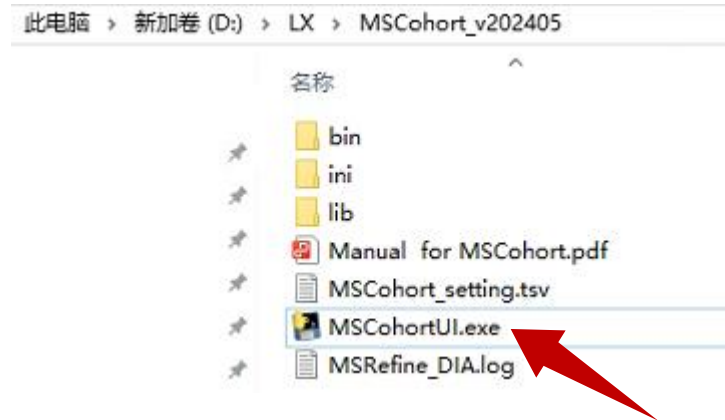 此电脑 › 新加卷 (D:) › LX › MSCohort_v202405
名称
bin
ini
lib
Manual for MSCohort.pdf
MSCohort_setting.tsv
MSCohortUI.exe
MSRefine_DIA.log